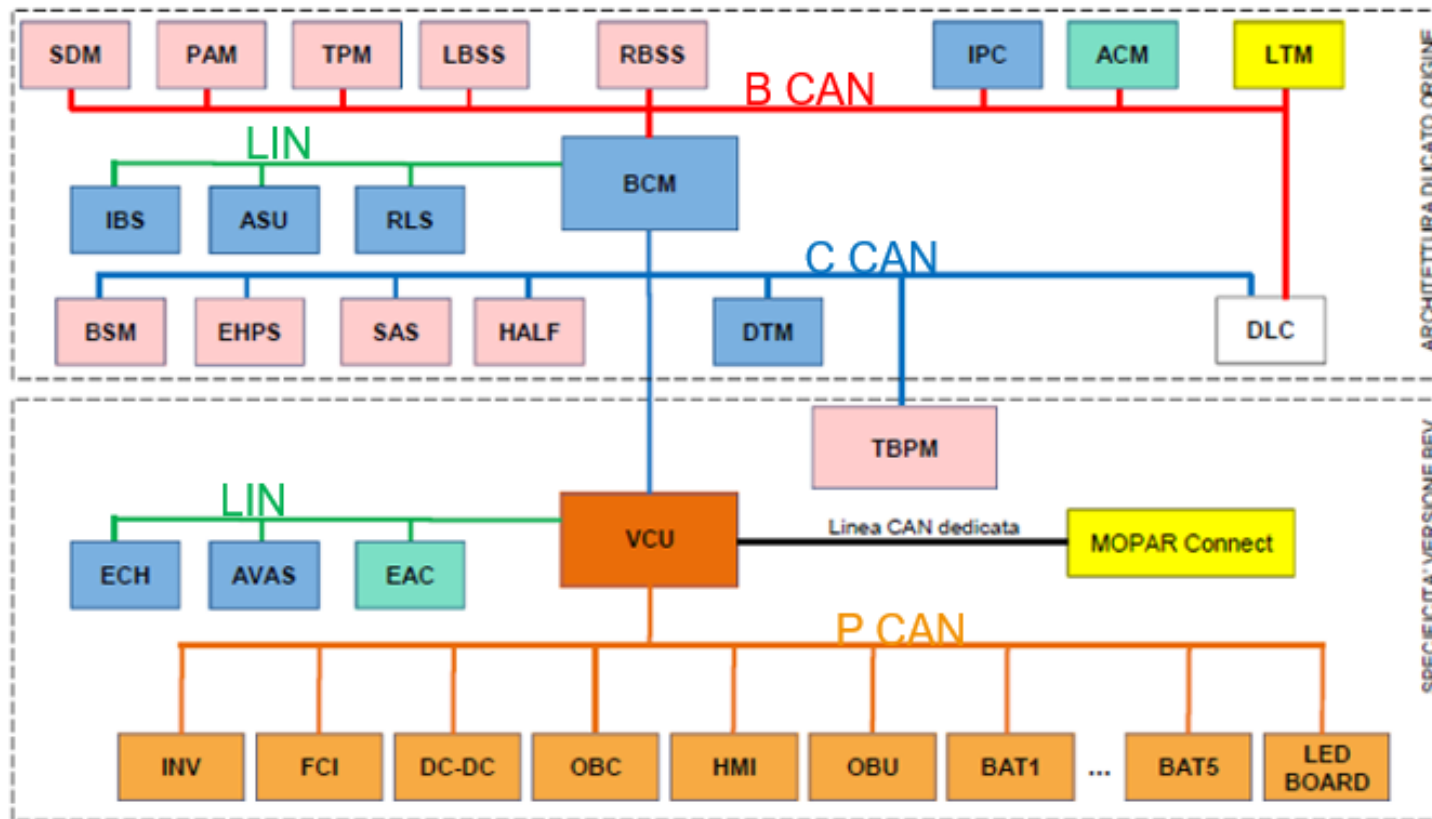 SDM PAM TPM LBSS RBSS IPC ACM LTM
B CAN
LIN
BCM
IBS ASU RLS
C CAN
BSM EHPS SAS HALF DTM DLC
ARCHITETTURA DUCATO ORIGINE
TBPM
LIN
VCU
Linea CAN dedicata
MOPAR Connect
ECH AVAS EAC
P CAN
INV FCI DC-DC OBC HMI OBU BAT1 ... BAT5 LED
BOARD
SPECIFICITA' VERSIONE BEV